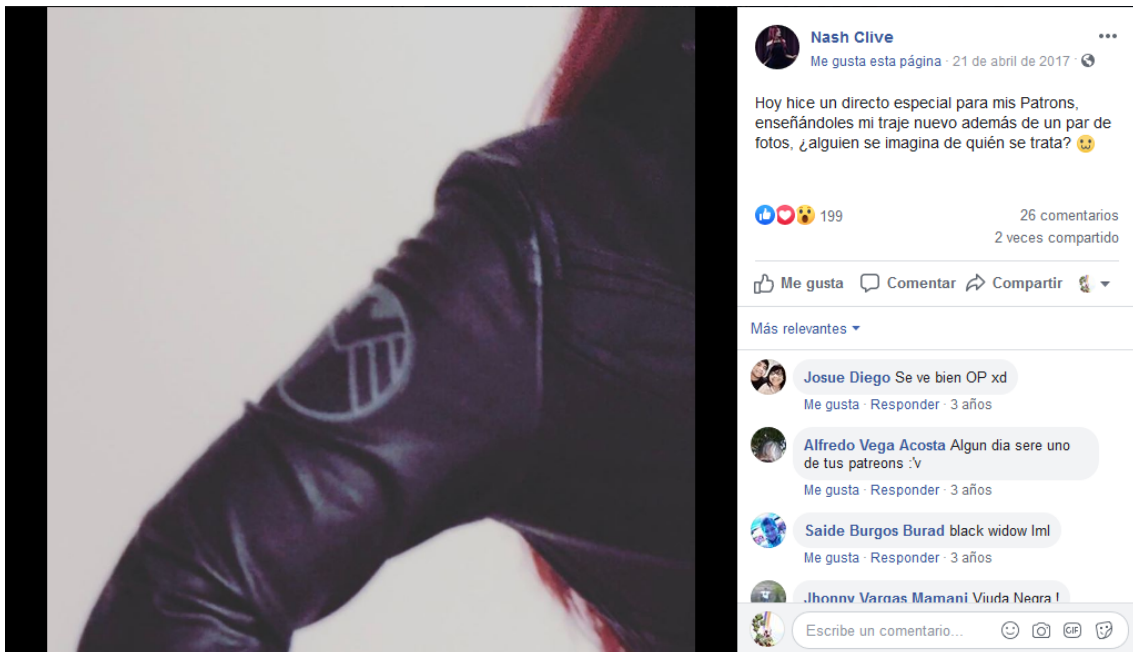 Nash Clive
Me gusta esta página · 21 de abril de 2017 ·
Hoy hice un directo especial para mis Patrons,
enseñándoles mi traje nuevo además de un par de
fotos, ¿alguien se imagina de quién se trata?
199
26 comentarios
2 veces compartido
Me gusta Comentar Compartir
Más relevantes
Josue Diego Se ve bien OP xd
Me gusta · Responder · 3 años
Alfredo Vega Acosta Algun dia sere uno
de tus patreons :'v
Me gusta · Responder · 3 años
Saide Burgos Burad black widow lml
Me gusta · Responder · 3 años
Jhonny Vargas Mamani Viuda Negra !
Escribe un comentario...
GIF